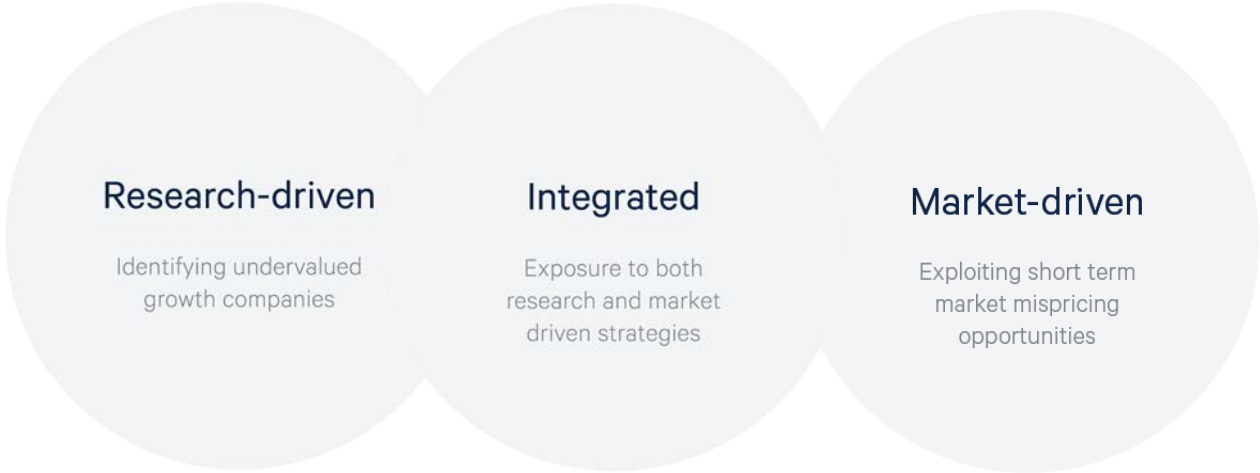 Research-driven
Identifying undervalued
growth companies
Integrated
Exposure to both
research and market
driven strategies
Market-driven
Exploiting short term
market mispricing
opportunities